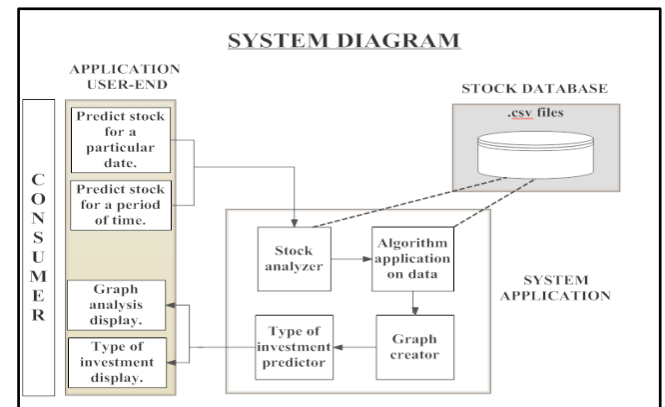 SYSTEM DIAGRAM
APPLICATION
USER-END
STOCK DATABASE
.csv files
CONSUMER
Predict stock
for a
particular
date.
Predict stock
for a period
of time.
Graph
analysis
display.
Type of
investment
display.
Stock
analyzer
Algorithm
application
on data
Type of
investment
predictor
Graph
creator
SYSTEM
APPLICATION